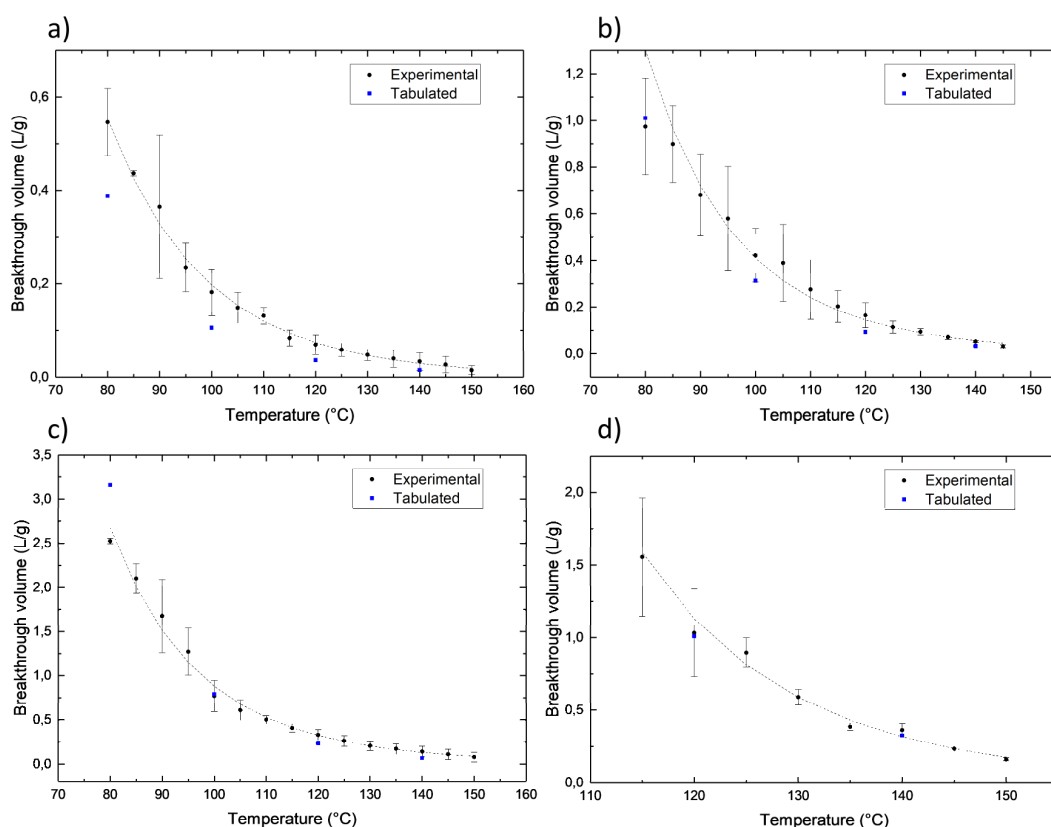 a)
0,6
0,4
0,2
0,0
Breakthrough volume (L/g)
Experimental
Tabulated
70 80 90 100 110 120 130 140 150 160
Temperature (°C)
b)
1,2
1,0
0,8
0,6
0,4
0,2
0,0
Breakthrough volume (L/g)
Experimental
Tabulated
70 80 90 100 110 120 130 140 150
Temperature (°C)
c)
3,5
3,0
2,5
2,0
1,5
1,0
0,5
0,0
Breakthrough volume (L/g)
Experimental
Tabulated
70 80 90 100 110 120 130 140 150 160
Temperature (°C)
d)
2,0
1,5
1,0
0,5
0,0
Breakthrough volume (L/g)
Experimental
Tabulated
110 120 130 140 150
Temperature (°C)